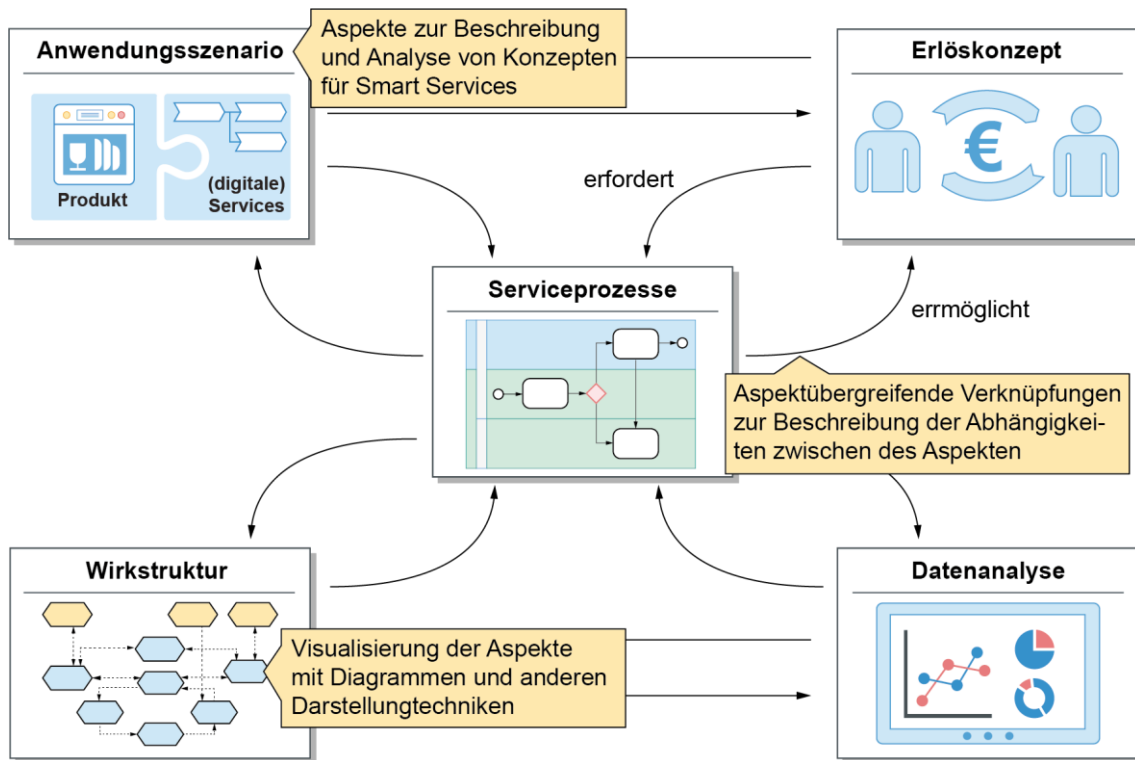 Anwendungsszenario
Produkt
(digitale)
Services
Aspekte zur Beschreibung
und Analyse von Konzepten
für Smart Services
Erlöskonzept
€
erfordert
Serviceprozesse
errmöglicht
Aspektübergreifende Verknüpfungen
zur Beschreibung der Abhängigkei-
ten zwischen des Aspekten
Wirkstruktur
Visualisierung der Aspekte
mit Diagrammen und anderen
Darstellungtechniken
Datenanalyse